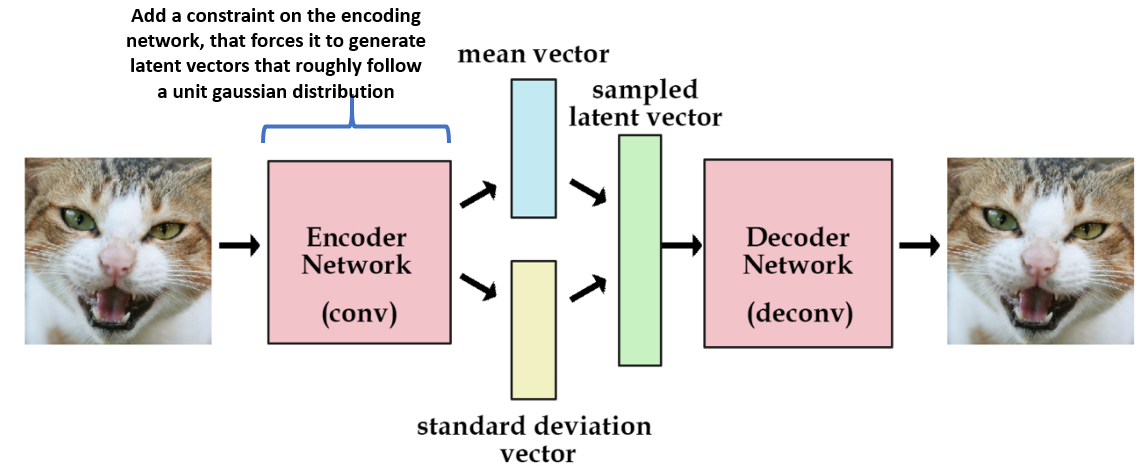 Add a constraint on the encoding
network, that forces it to generate
latent vectors that roughly follow
a unit gaussian distribution
mean vector
sampled
latent vector
Encoder
Network
(conv)
Decoder
Network
(deconv)
standard deviation
vector